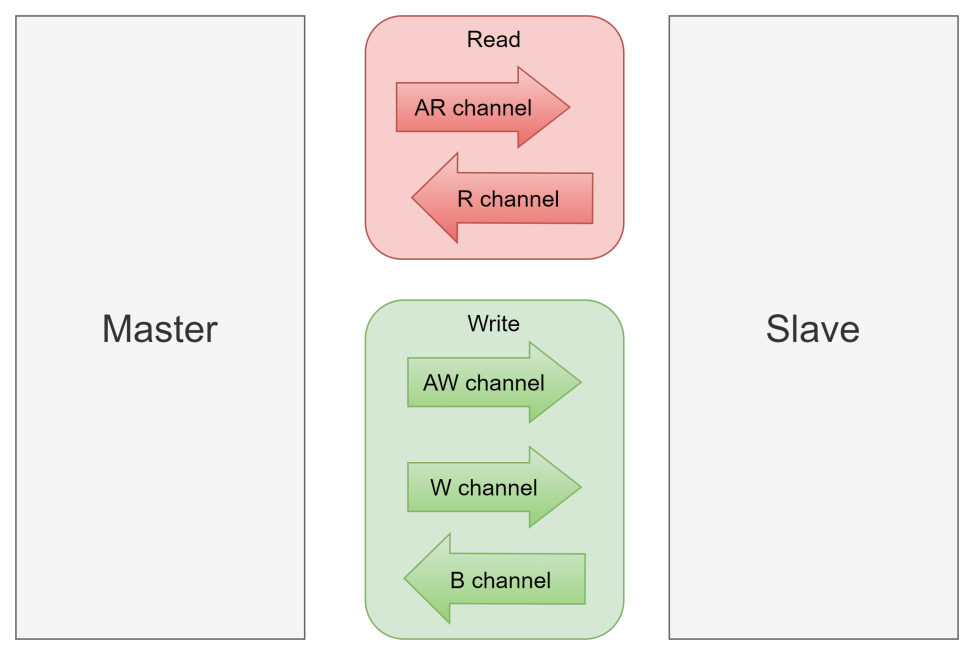 Read
AR channel
R channel
Master
Slave
Write
AW channel
W channel
B channel